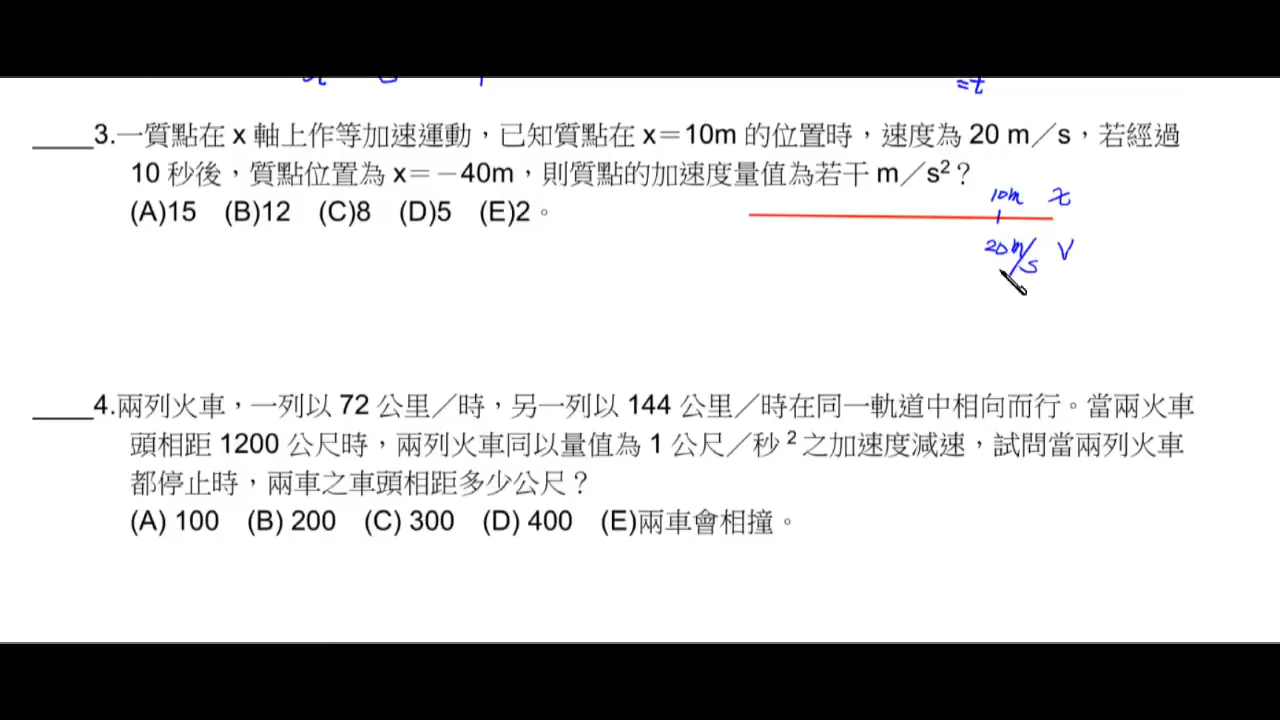 =t
____3.一質點在 x 軸上作等加速運動，已知質點在 x＝10m 的位置時，速度為 20 m／s，若經過
10 秒後，質點位置為 x＝－40m，則質點的加速度量值為若干 m／s²？
10m x
(A)15 (B)12 (C)8 (D)5 (E)2。
20m/s V
____4.兩列火車，一列以 72 公里／時，另一列以 144 公里／時在同一軌道中相向而行。當兩火車
頭相距 1200 公尺時，兩列火車同以量值為 1 公尺／秒² 之加速度減速，試問當兩列火車
都停止時，兩車之車頭相距多少公尺？
(A) 100 (B) 200 (C) 300 (D) 400 (E)兩車會相撞。